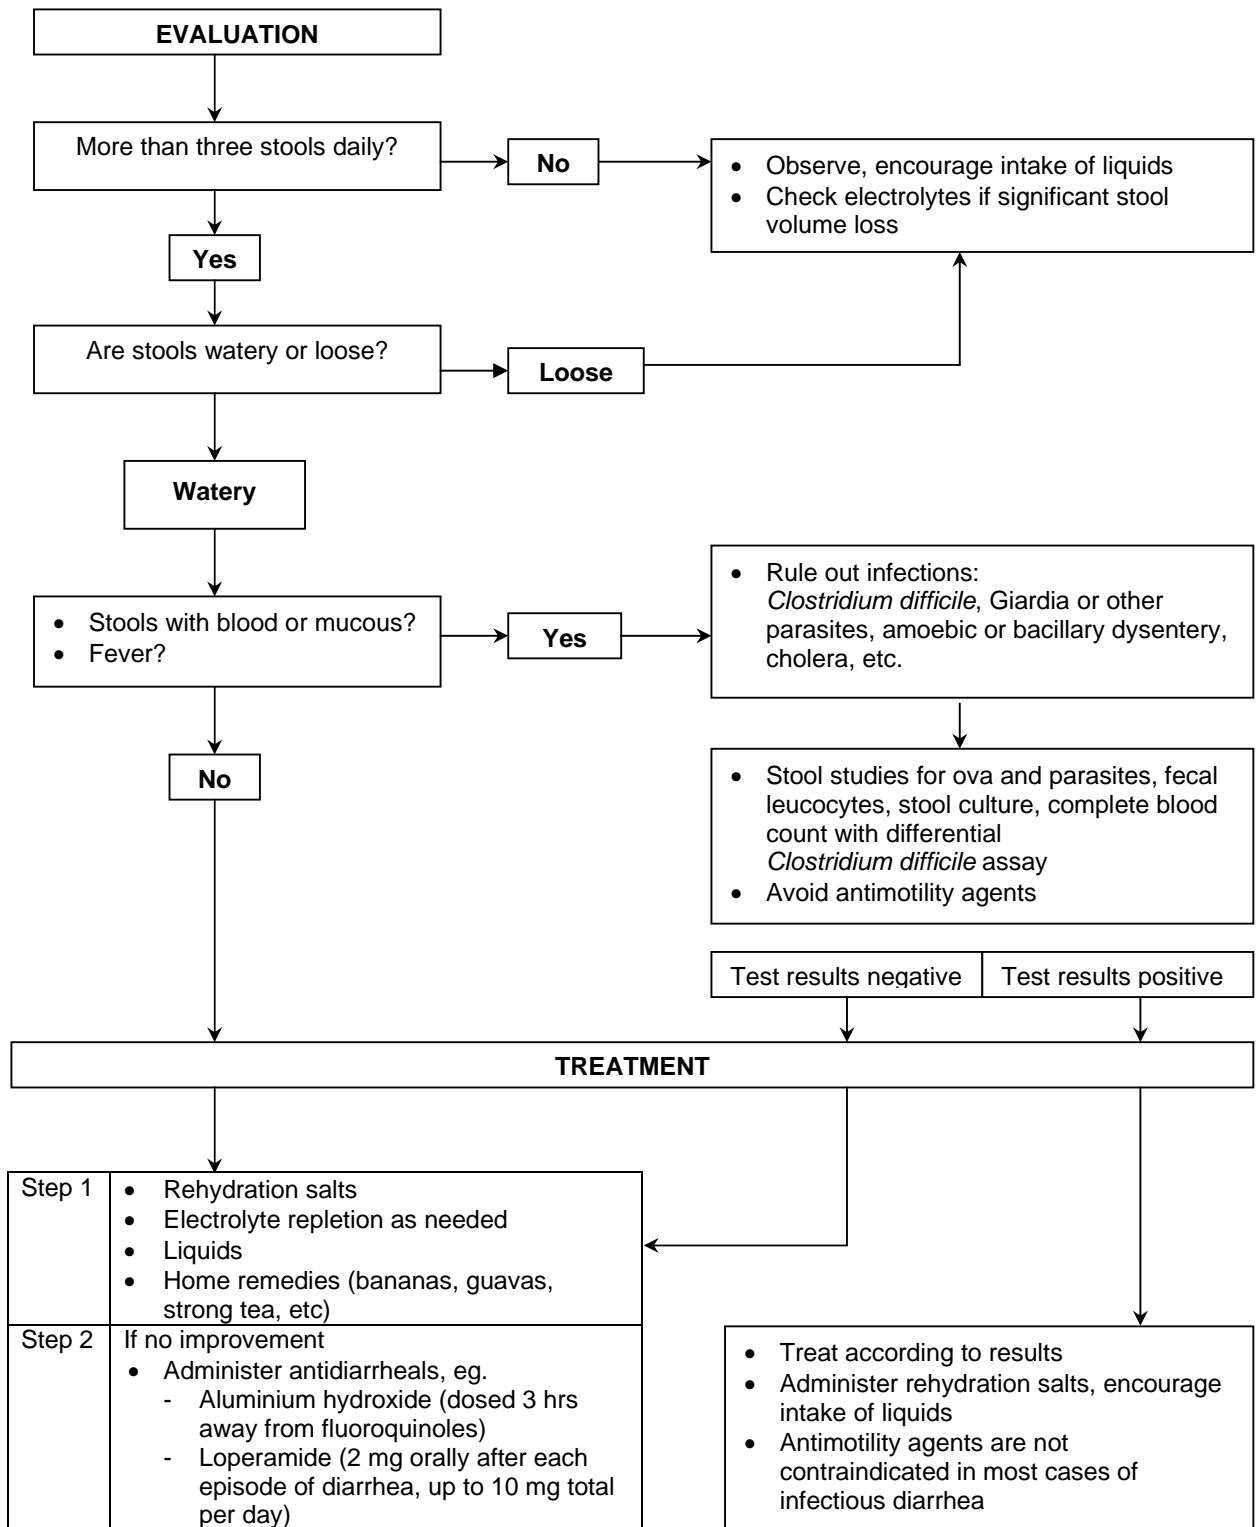 EVALUATION
More than three stools daily?
No
• Observe, encourage intake of liquids
• Check electrolytes if significant stool
volume loss
Yes
Are stools watery or loose?
Loose
Watery
• Stools with blood or mucous?
• Fever?
Yes
• Rule out infections:
Clostridium difficile, Giardia or other
parasites, amoebic or bacillary dysentery,
cholera, etc.
No
• Stool studies for ova and parasites, fecal
leucocytes, stool culture, complete blood
count with differential
Clostridium difficile assay
• Avoid antimotility agents
Test results negative
Test results positive
TREATMENT
Step 1
• Rehydration salts
• Electrolyte repletion as needed
• Liquids
• Home remedies (bananas, guavas,
strong tea, etc)
Step 2
If no improvement
• Administer antidiarrheals, eg.
- Aluminium hydroxide (dosed 3 hrs
away from fluoroquinoles)
- Loperamide (2 mg orally after each
episode of diarrhea, up to 10 mg total
per day)
• Treat according to results
• Administer rehydration salts, encourage
intake of liquids
• Antimotility agents are not
contraindicated in most cases of
infectious diarrhea